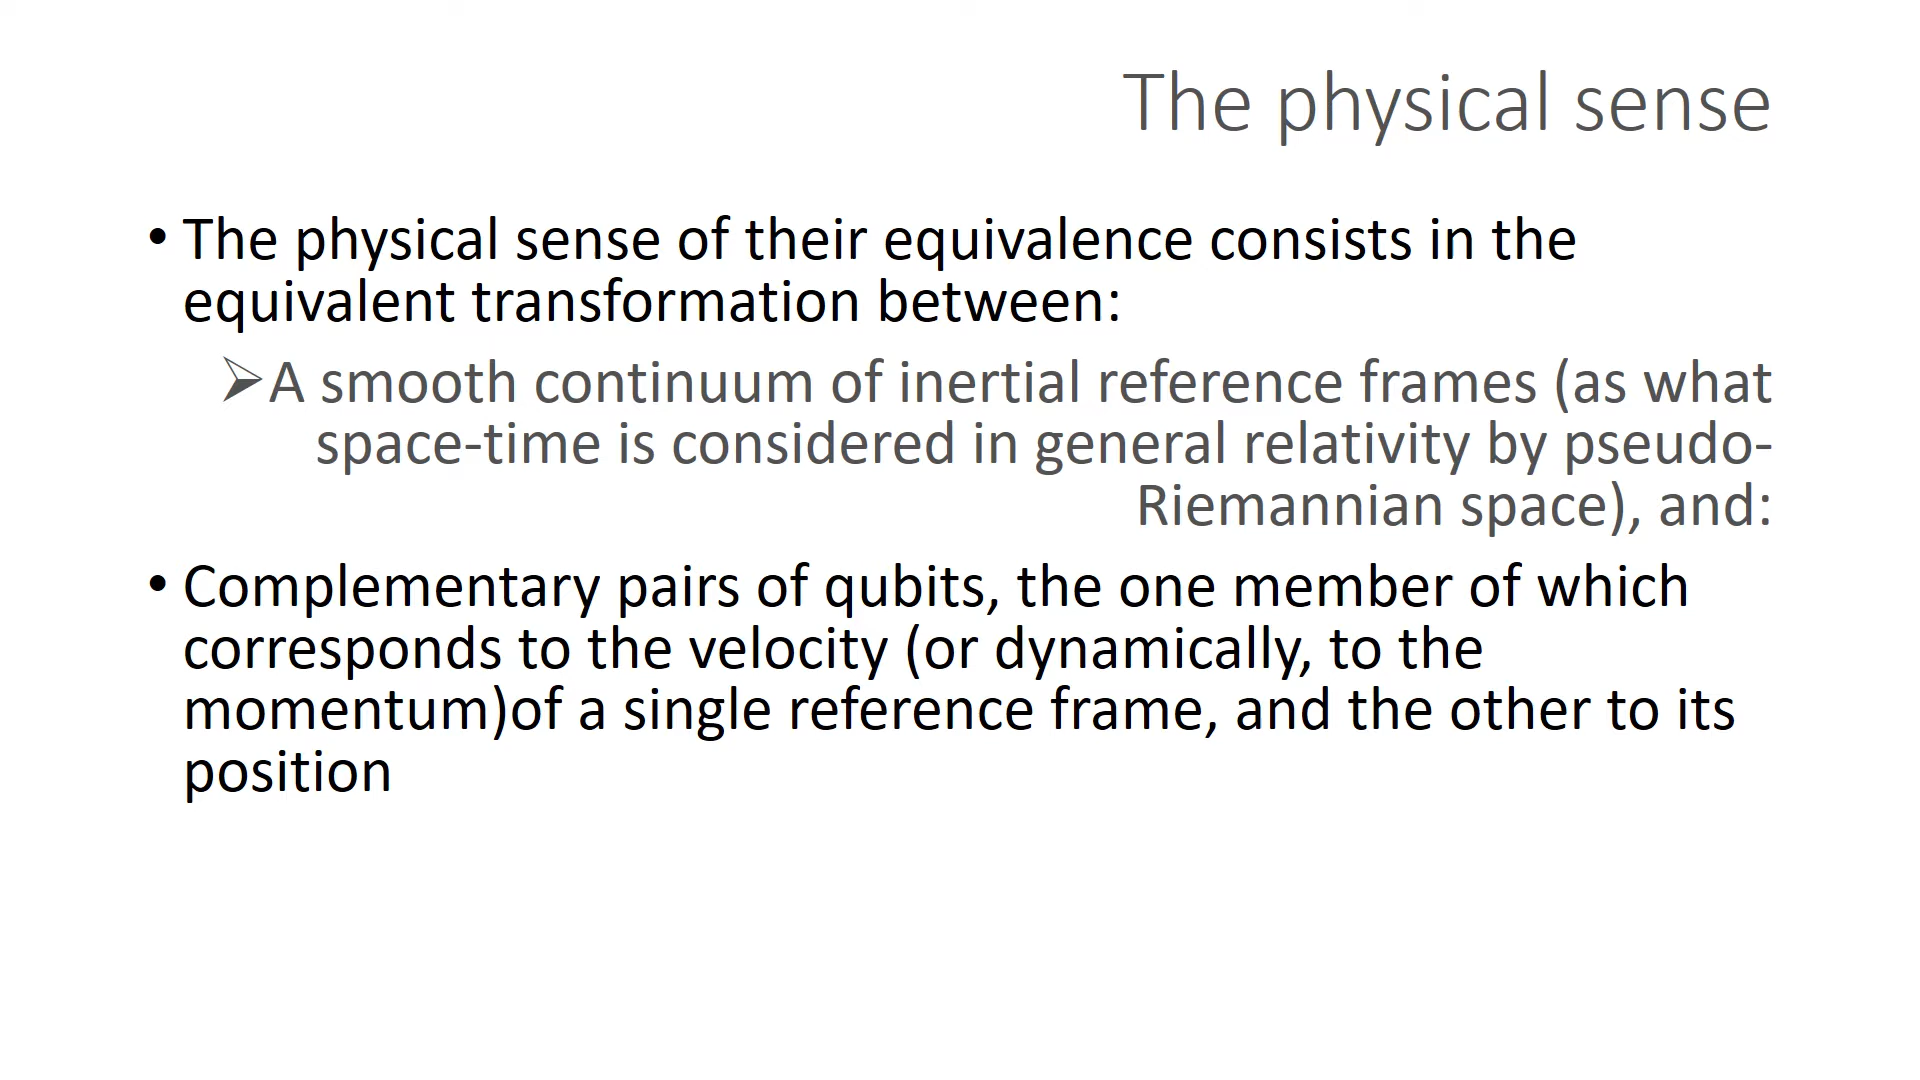 The physical sense
• The physical sense of their equivalence consists in the
equivalent transformation between:
➢A smooth continuum of inertial reference frames (as what
space-time is considered in general relativity by pseudo-
Riemannian space), and:
• Complementary pairs of qubits, the one member of which
corresponds to the velocity (or dynamically, to the
momentum)of a single reference frame, and the other to its
position